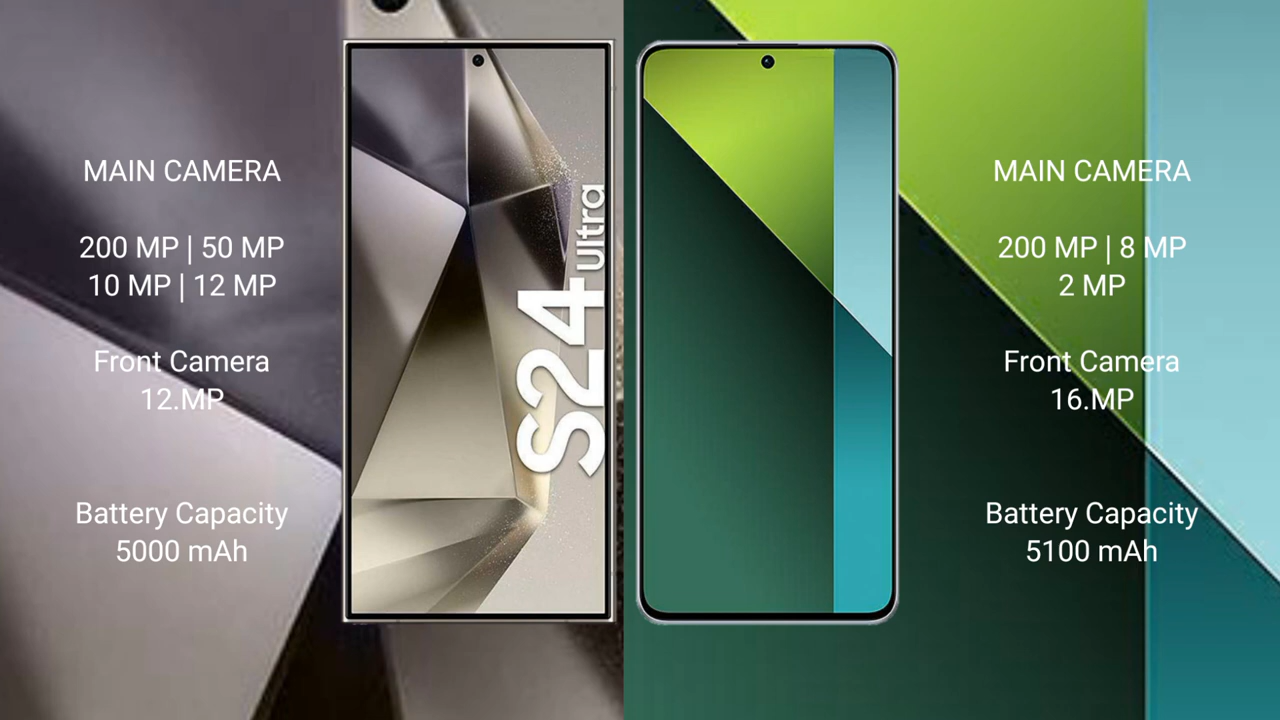 MAIN CAMERA
200 MP | 50 MP
10 MP | 12 MP
Front Camera
12.MP
Battery Capacity
5000 mAh
S24 Ultra
MAIN CAMERA
200 MP | 8 MP
2 MP
Front Camera
16.MP
Battery Capacity
5100 mAh